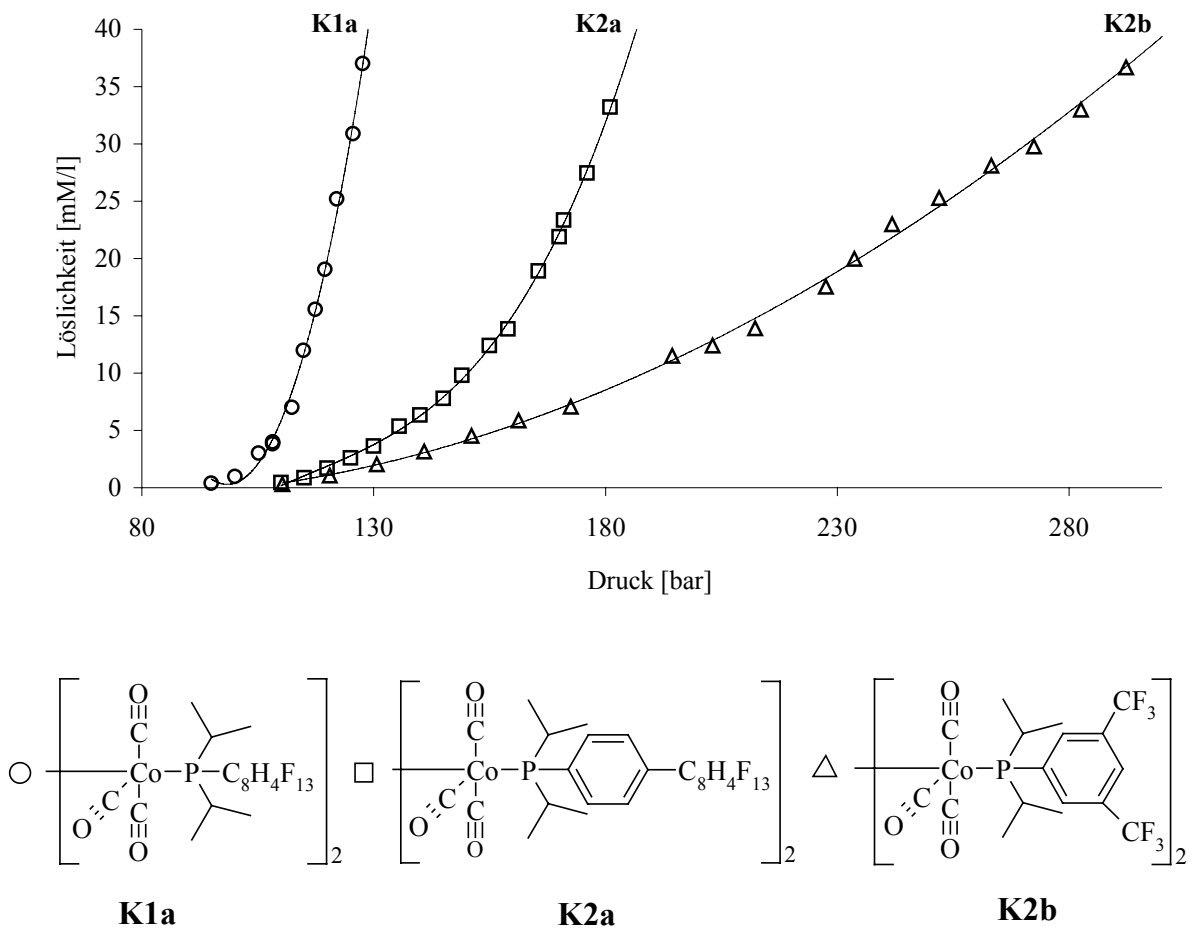 K1a K2a K2b
40
35
30
25
20
15
10
5
0
Löslichkeit [mM/l]
80 130 180 230 280
Druck [bar]
O O O
C C C
Co P C8H4F13 Co P C8H4F13 Co P CF3
C C C
O C O C O C CF3
O O O
2 2 2
K1a K2a K2b